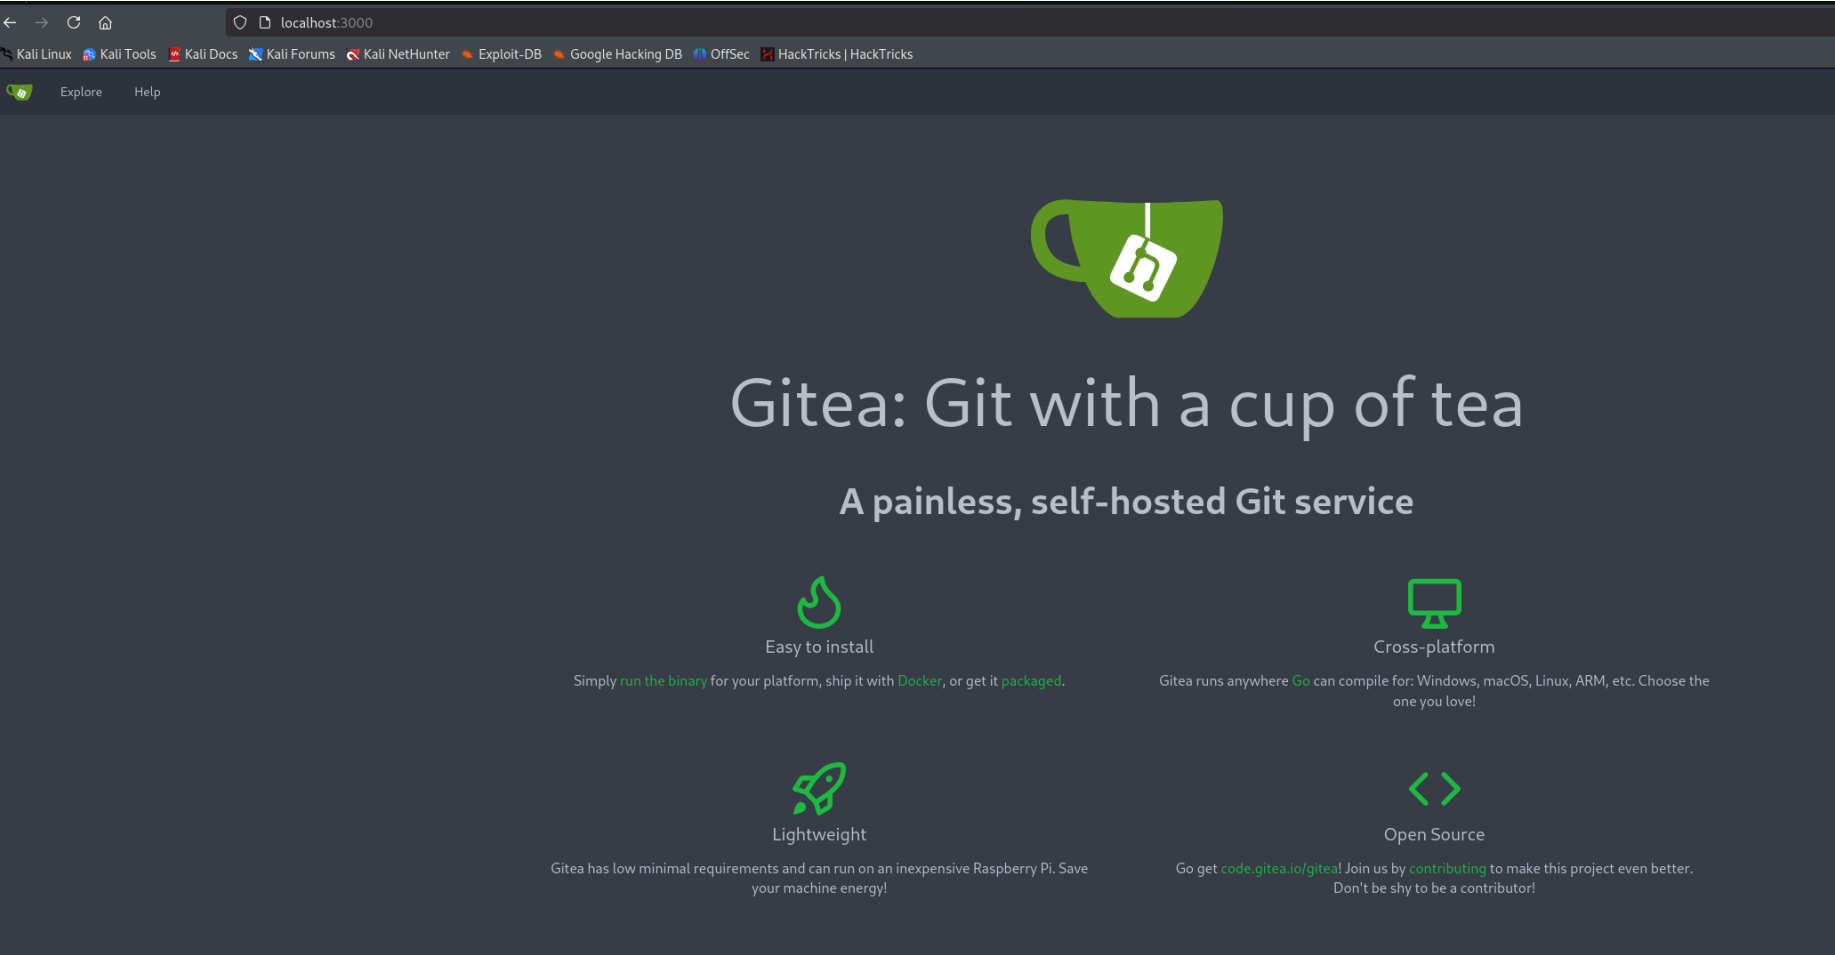 localhost:3000
Kali Linux Kali Tools Kali Docs Kali Forums Kali NetHunter Exploit-DB Google Hacking DB OffSec HackTricks | HackTricks
Explore Help
Gitea: Git with a cup of tea
A painless, self-hosted Git service
Easy to install
Simply run the binary for your platform, ship it with Docker, or get it packaged.
Cross-platform
Gitea runs anywhere Go can compile for: Windows, macOS, Linux, ARM, etc. Choose the
one you love!
Lightweight
Gitea has low minimal requirements and can run on an inexpensive Raspberry Pi. Save
your machine energy!
Open Source
Go get code.gitea.io/gitea! Join us by contributing to make this project even better.
Don't be shy to be a contributor!